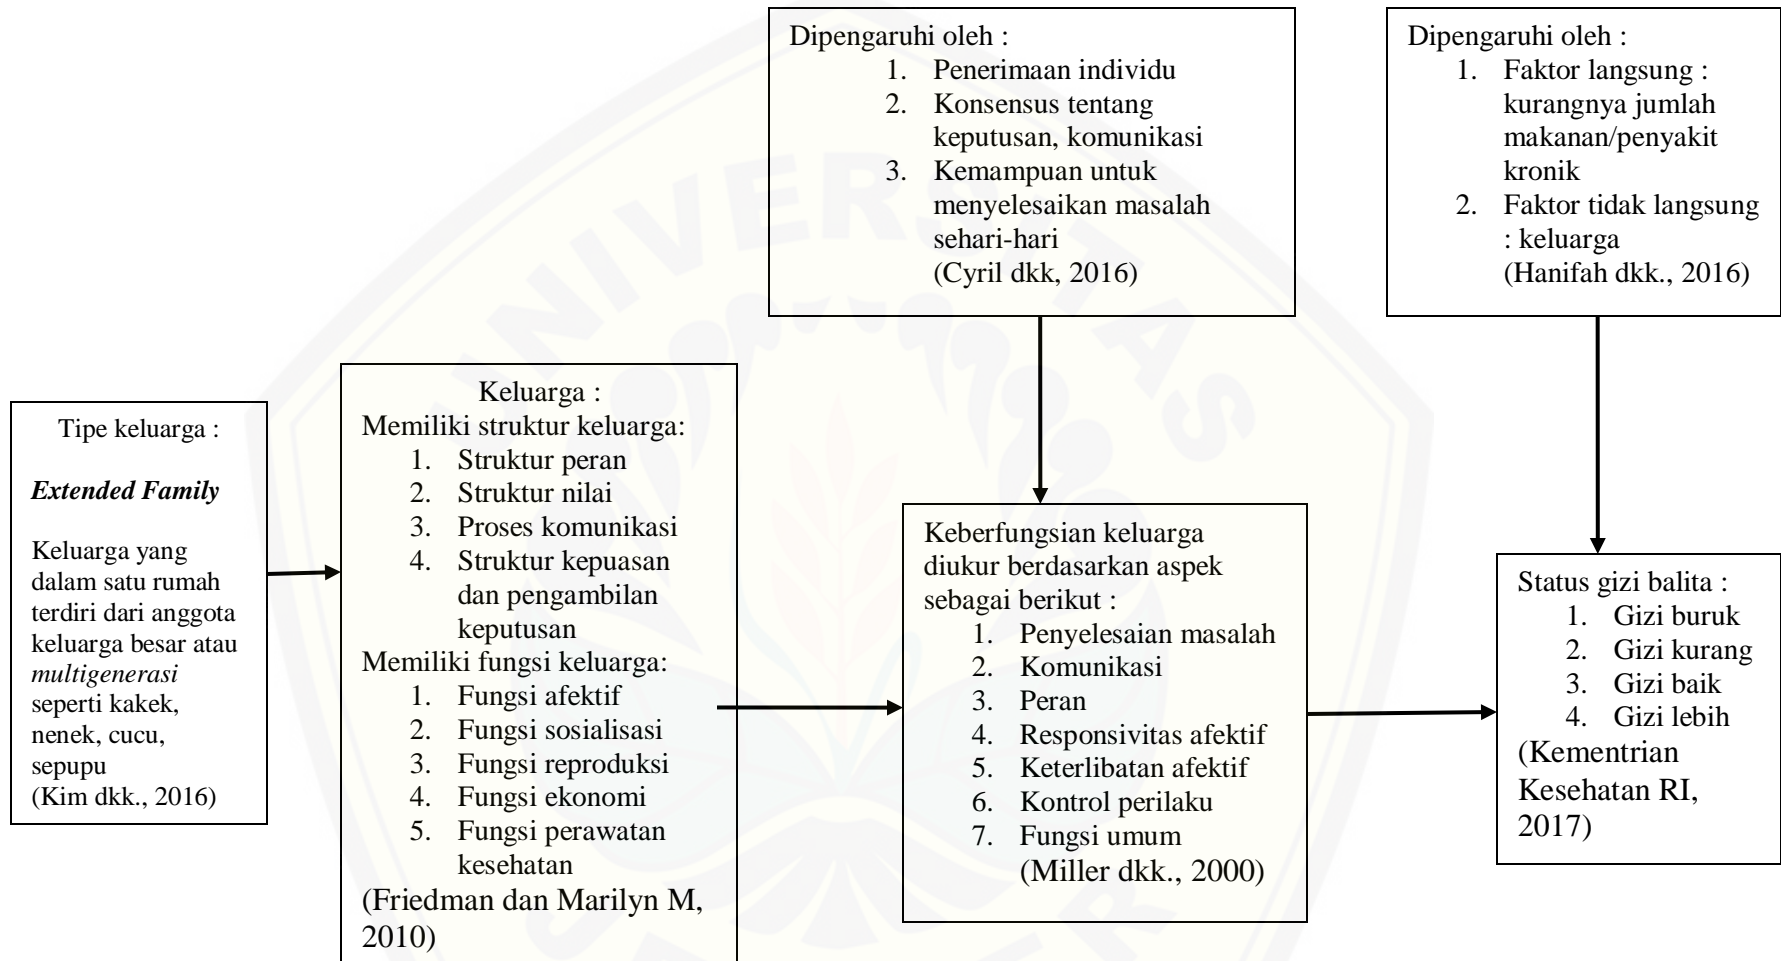 Dipengaruhi oleh :
1. Penerimaan individu
2. Konsensus tentang
keputusan, komunikasi
3. Kemampuan untuk
menyelesaikan masalah
sehari-hari
(Cyril dkk, 2016)
Dipengaruhi oleh :
1. Faktor langsung :
kurangnya jumlah
makanan/penyakit
kronik
2. Faktor tidak langsung
: keluarga
(Hanifah dkk., 2016)
Tipe keluarga :
Extended Family
Keluarga yang
dalam satu rumah
terdiri dari anggota
keluarga besar atau
multigenerasi
seperti kakek,
nenek, cucu,
sepupu
(Kim dkk., 2016)
Keluarga :
Memiliki struktur keluarga:
1. Struktur peran
2. Struktur nilai
3. Proses komunikasi
4. Struktur kepuasan
dan pengambilan
keputusan
Memiliki fungsi keluarga:
1. Fungsi afektif
2. Fungsi sosialisasi
3. Fungsi reproduksi
4. Fungsi ekonomi
5. Fungsi perawatan
kesehatan
(Friedman dan Marilyn M,
2010)
Keberfungsian keluarga
diukur berdasarkan aspek
sebagai berikut :
1. Penyelesaian masalah
2. Komunikasi
3. Peran
4. Responsivitas afektif
5. Keterlibatan afektif
6. Kontrol perilaku
7. Fungsi umum
(Miller dkk., 2000)
Status gizi balita :
1. Gizi buruk
2. Gizi kurang
3. Gizi baik
4. Gizi lebih
(Kementrian
Kesehatan RI,
2017)
UNIVERSITAS